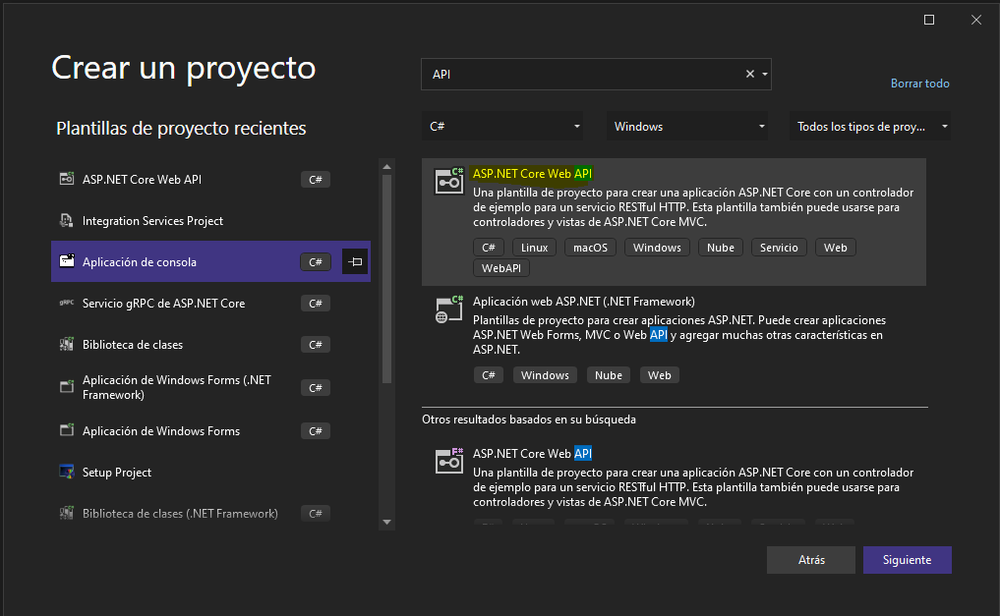 Crear un proyecto
API
Borrar todo
Plantillas de proyecto recientes
C#
Windows
Todos los tipos de proy...
ASP.NET Core Web API
C#
Integration Services Project
Aplicación de consola
C#
Servicio gRPC de ASP.NET Core
C#
Biblioteca de clases
C#
Aplicación de Windows Forms (.NET
Framework)
C#
Aplicación de Windows Forms
C#
Setup Project
Biblioteca de clases (.NET Framework)
C#
ASP.NET Core Web API
Una plantilla de proyecto para crear una aplicación ASP.NET Core con un controlador
de ejemplo para un servicio RESTful HTTP. Esta plantilla también puede usarse para
controladores y vistas de ASP.NET Core MVC.
C# Linux macOS Windows Nube Servicio Web
WebAPI
Aplicación web ASP.NET (.NET Framework)
Plantillas de proyecto para crear aplicaciones ASP.NET. Puede crear aplicaciones
ASP.NET Web Forms, MVC o Web API y agregar muchas otras características en
ASP.NET.
C# Windows Nube Web
Otros resultados basados en su búsqueda
ASP.NET Core Web API
Una plantilla de proyecto para crear una aplicación ASP.NET Core con un controlador
de ejemplo para un servicio RESTful HTTP. Esta plantilla también puede usarse para
controladores y vistas de ASP.NET Core MVC.
Atrás
Siguiente